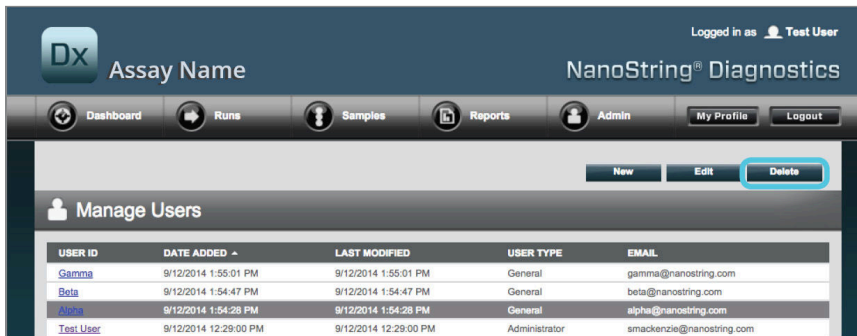 Logged in as Test User
Dx Assay Name NanoString® Diagnostics
Dashboard Runs Samples Reports Admin My Profile Logout
New Edit Delete
Manage Users
USER ID DATE ADDED LAST MODIFIED USER TYPE EMAIL
Gamma 9/12/2014 1:55:01 PM 9/12/2014 1:55:01 PM General gamma@nanostring.com
Beta 9/12/2014 1:54:47 PM 9/12/2014 1:54:47 PM General beta@nanostring.com
Alpha 9/12/2014 1:54:28 PM 9/12/2014 1:54:28 PM General alpha@nanostring.com
Test User 9/12/2014 12:29:00 PM 9/12/2014 12:29:00 PM Administrator smackenzie@nanostring.com